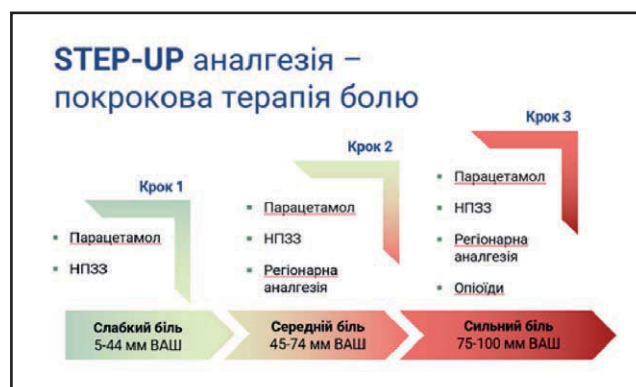 STEP-UP аналгезія –
покрокова терапія болю
Крок 1
Парацетамол
НПЗЗ
Крок 2
Парацетамол
НПЗЗ
Регіонарна
аналгезія
Крок 3
Парацетамол
НПЗЗ
Регіонарна
аналгезія
Опіоїди
Слабкий біль
5-44 мм ВАШ
Середній біль
45-74 мм ВАШ
Сильний біль
75-100 мм ВАШ